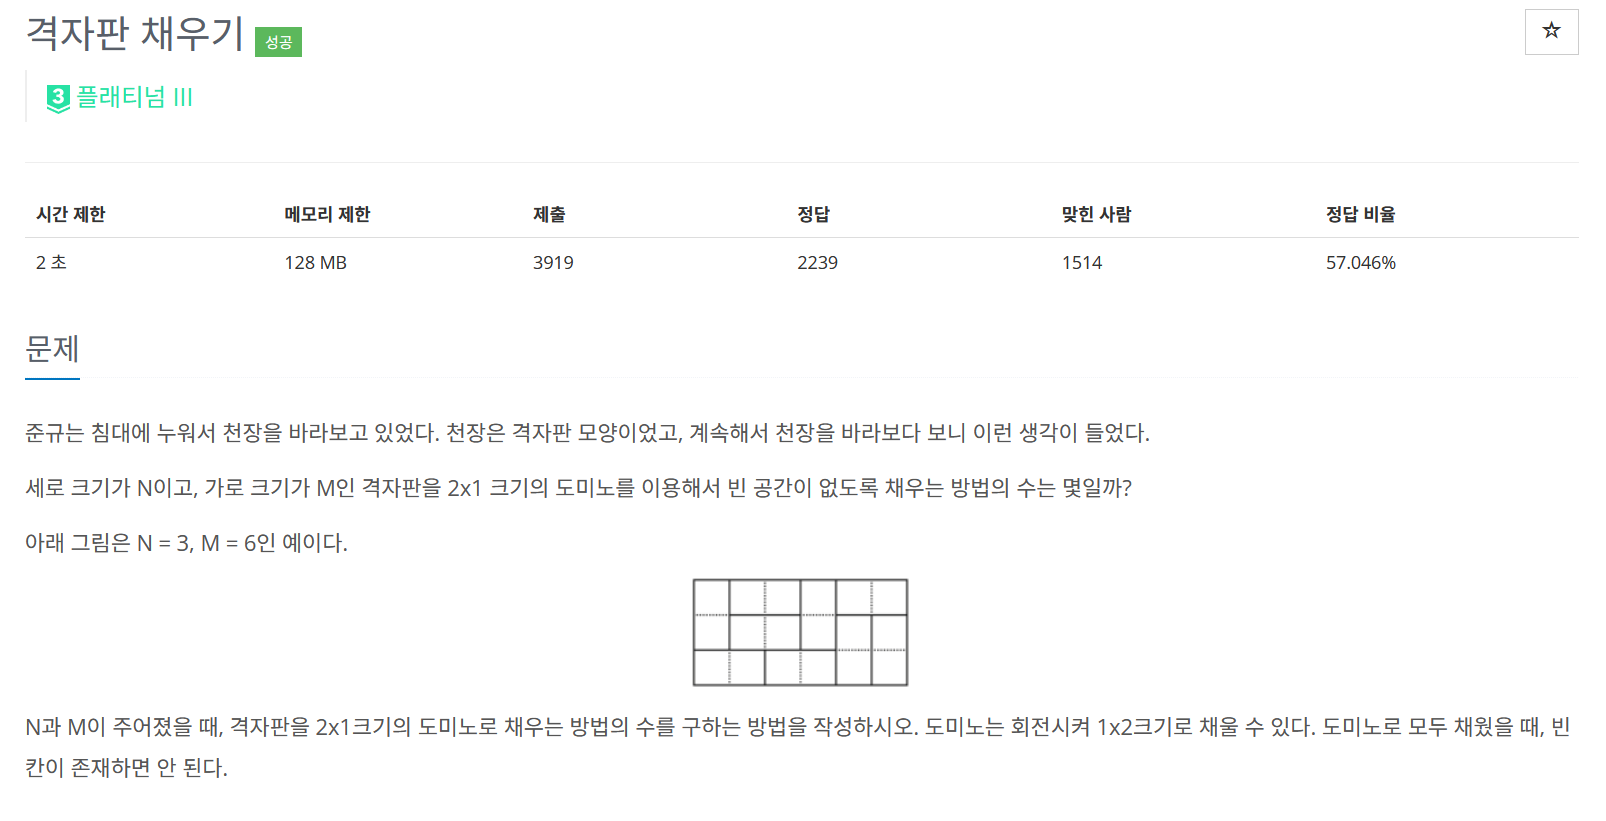 격자판 채우기 성공
☆
3 플래티넘 III
시간 제한 메모리 제한 제출 정답 맞힌 사람 정답 비율
2 초 128 MB 3919 2239 1514 57.046%
문제
준규는 침대에 누워서 천장을 바라보고 있었다. 천장은 격자판 모양이었고, 계속해서 천장을 바라보다 보니 이런 생각이 들었다.
세로 크기가 N이고, 가로 크기가 M인 격자판을 2x1 크기의 도미노를 이용해서 빈 공간이 없도록 채우는 방법의 수는 몇일까?
아래 그림은 N = 3, M = 6인 예이다.
N과 M이 주어졌을 때, 격자판을 2x1크기의 도미노로 채우는 방법의 수를 구하는 방법을 작성하시오. 도미노는 회전시켜 1x2크기로 채울 수 있다. 도미노로 모두 채웠을 때, 빈
칸이 존재하면 안 된다.